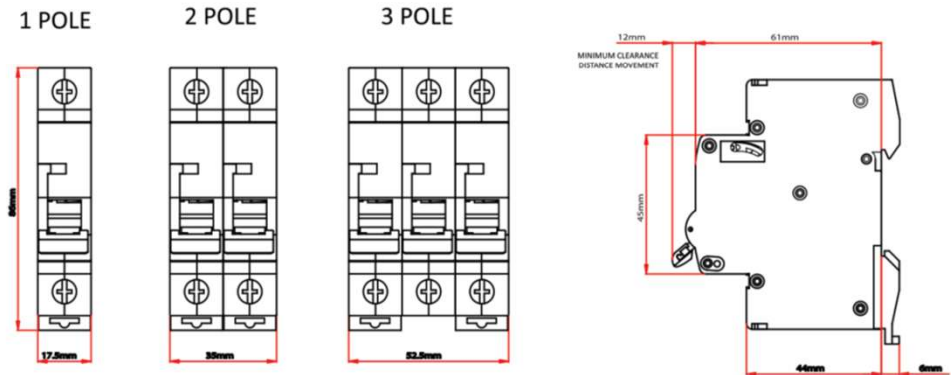 1 POLE
2 POLE
3 POLE
12mm
61mm
MINIMUM CLEARANCE
DISTANCE MOVEMENT
86mm
45mm
17.5mm
35mm
52.5mm
44mm
6mm